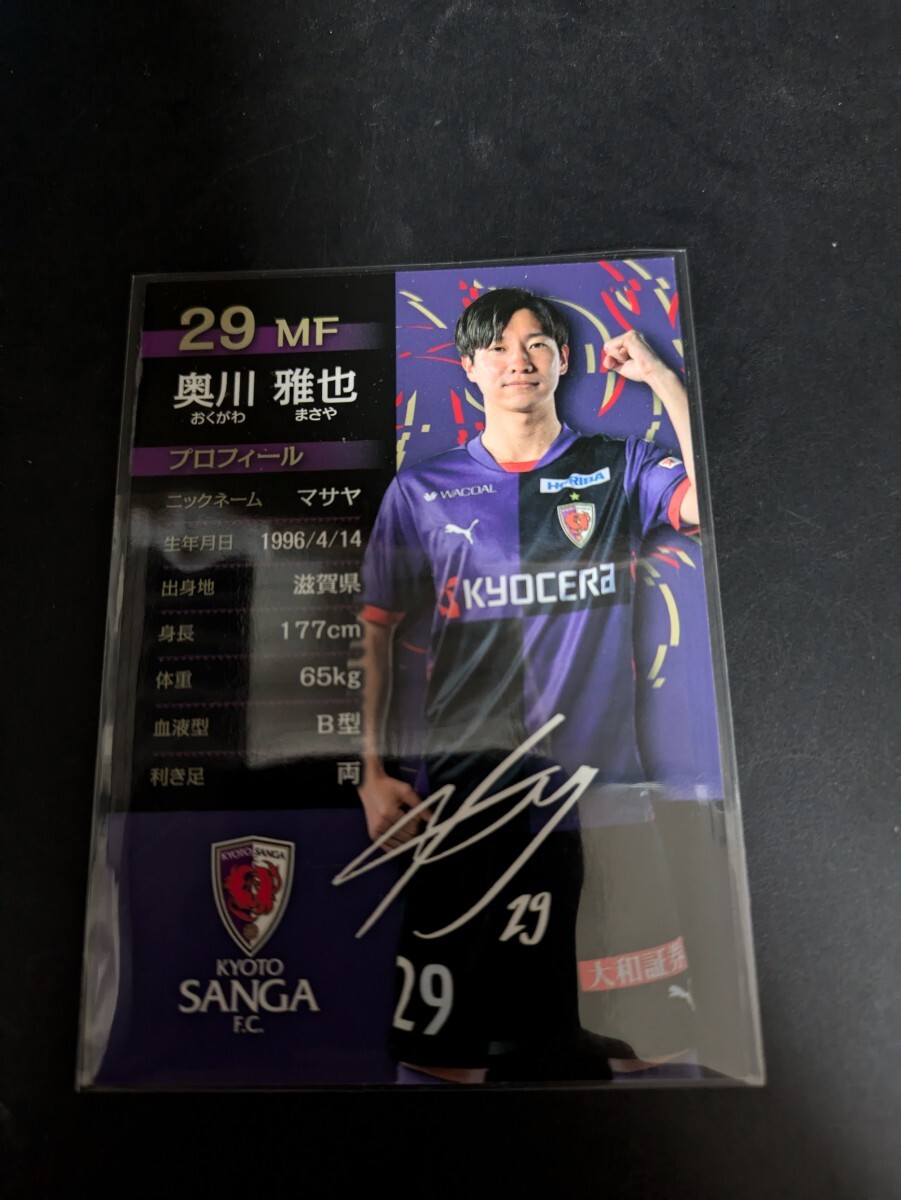 29 MF
奥川 雅也
おくがわ まさや
プロフィール
ニックネーム マサヤ
生年月日 1996/4/14
出身地 滋賀県
身長 177cm
体重 65kg
血液型 B型
利き足 両
KYOTO SANGA
KYOTO
SANGA
F.C.
WACOAL
HORIBA
KYOCERA
29
29
大和証券